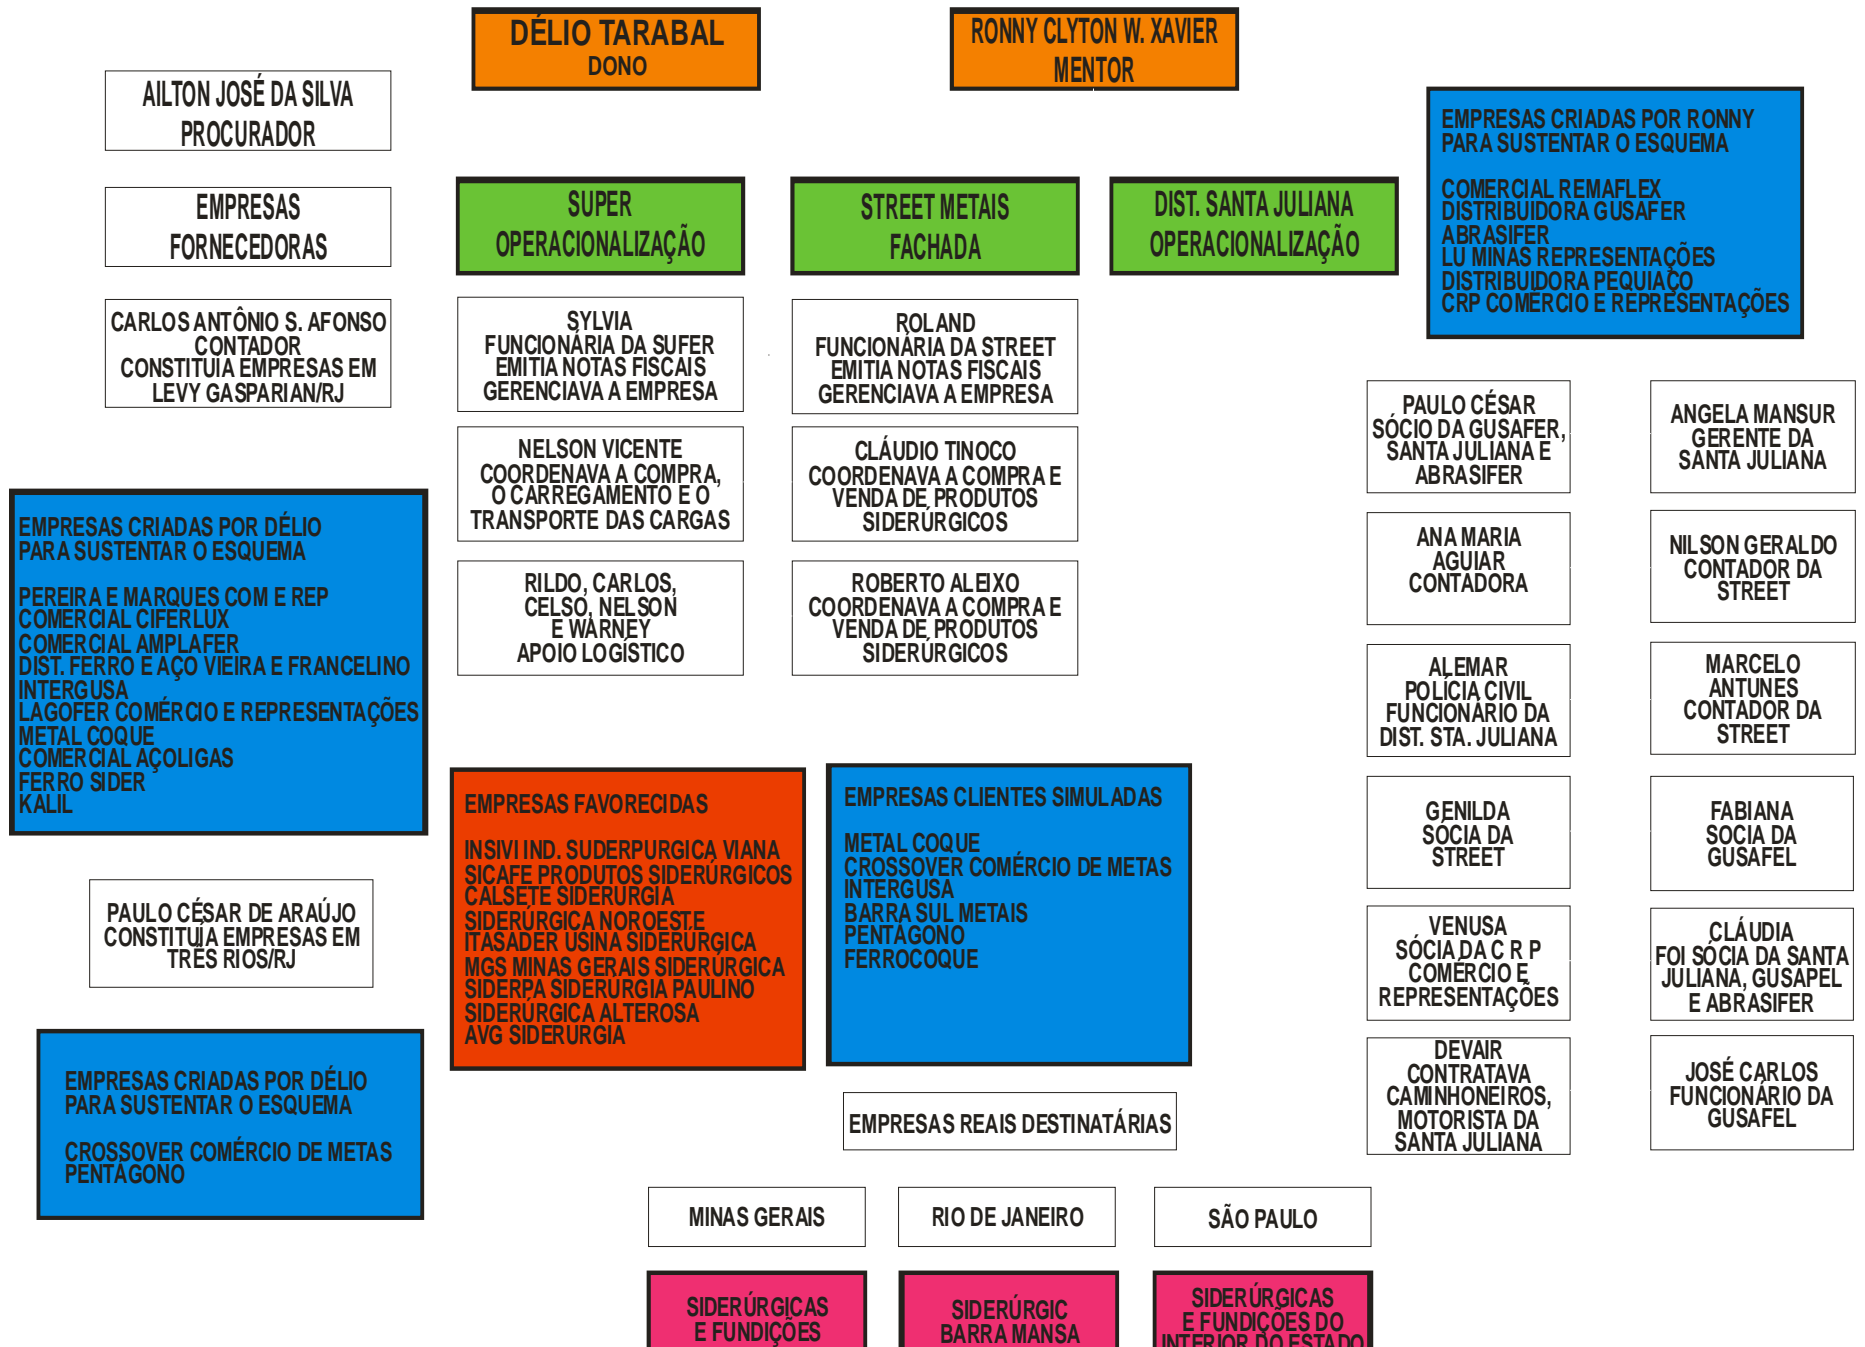 DÉLIO TARABAL
DONO
RONNY CLYTON W. XAVIER
MENTOR
AILTON JOSÉ DA SILVA
PROCURADOR
EMPRESAS CRIADAS POR RONNY
PARA SUSTENTAR O ESQUEMA
COMERCIAL REMAFLEX
DISTRIBUIDORA GUSAFER
ABRASIFER
LU MINAS REPRESENTAÇÕES
DISTRIBUIDORA PEQUIAÇO
CRP COMÉRCIO E REPRESENTAÇÕES
EMPRESAS
FORNECEDORAS
SUPER
OPERACIONALIZAÇÃO
STREET METAIS
FACHADA
DIST. SANTA JULIANA
OPERACIONALIZAÇÃO
CARLOS ANTÔNIO S. AFONSO
CONTADOR
CONSTITUÍA EMPRESAS EM
LEVY GASPARIAN/RJ
SYLVIA
FUNCIONÁRIA DA SUFER
EMITIA NOTAS FISCAIS
GERENCIAVA A EMPRESA
ROLAND
FUNCIONÁRIA DA STREET
EMITIA NOTAS FISCAIS
GERENCIAVA A EMPRESA
NELSON VICENTE
COORDENAVA A COMPRA,
O CARREGAMENTO E O
TRANSPORTE DAS CARGAS
CLÁUDIO TINOCO
COORDENAVA A COMPRA E
VENDA DE PRODUTOS
SIDERÚRGICOS
RILDO, CARLOS,
CELSO, NELSON
E WARNEY
APOIO LOGÍSTICO
ROBERTO ALEIXO
COORDENAVA A COMPRA E
VENDA DE PRODUTOS
SIDERÚRGICOS
PAULO CÉSAR
SÓCIO DA GUSAFER,
SANTA JULIANA E
ABRASIFER
ANGELA MANSUR
GERENTE DA
SANTA JULIANA
ANA MARIA
AGUIAR
CONTADORA
NILSON GERALDO
CONTADOR DA
STREET
ALEMAR
POLÍCIA CIVIL
FUNCIONÁRIO DA
DIST. STA. JULIANA
MARCELO
ANTUNES
CONTADOR DA
STREET
GENILDA
SÓCIA DA
STREET
FABIANA
SOCIA DA
GUSAFEL
VENUSA
SÓCIA DA C R P
COMÉRCIO E
REPRESENTAÇÕES
CLÁUDIA
FOI SÓCIA DA SANTA
JULIANA, GUSAPEL
E ABRASIFER
DEVAIR
CONTRATAVA
CAMINHONEIROS,
MOTORISTA DA
SANTA JULIANA
JOSÉ CARLOS
FUNCIONÁRIO DA
GUSAFEL
EMPRESAS CRIADAS POR DÉLIO
PARA SUSTENTAR O ESQUEMA
PEREIRA E MARQUES COM E REP
COMERCIAL CIFERLUX
COMERCIAL AMPLAFER
DIST. FERRO E AÇO VIEIRA E FRANCELINO
INTERGUSA
LAGOFER COMÉRCIO E REPRESENTAÇÕES
METAL COQUE
COMERCIAL AÇOLIGAS
FERRO SIDER
KALIL
EMPRESAS FAVORECIDAS
INSIVI IND. SUDERPURGICA VIANA
SICAFE PRODUTOS SIDERÚRGICOS
CALSETE SIDERURGIA
SIDERÚRGICA NOROESTE
ITASADER USINA SIDERÚRGICA
MGS MINAS GERAIS SIDERÚRGICA
SIDERPA SIDERURGIA PAULINO
SIDERÚRGICA ALTEROSA
AVG SIDERURGIA
EMPRESAS CLIENTES SIMULADAS
METAL COQUE
CROSSOVER COMÉRCIO DE METAS
INTERGUSA
BARRA SUL METAIS
PENTÁGONO
FERROCOQUE
PAULO CÉSAR DE ARAÚJO
CONSTITUÍA EMPRESAS EM
TRÊS RIOS/RJ
EMPRESAS CRIADAS POR DÉLIO
PARA SUSTENTAR O ESQUEMA
CROSSOVER COMÉRCIO DE METAS
PENTÁGONO
EMPRESAS REAIS DESTINATÁRIAS
MINAS GERAIS
RIO DE JANEIRO
SÃO PAULO
SIDERÚRGICAS
E FUNDIÇÕES
SIDERÚRGIC
BARRA MANSA
SIDERÚRGICAS
E FUNDIÇÕES DO
INTERIOR DO ESTADO